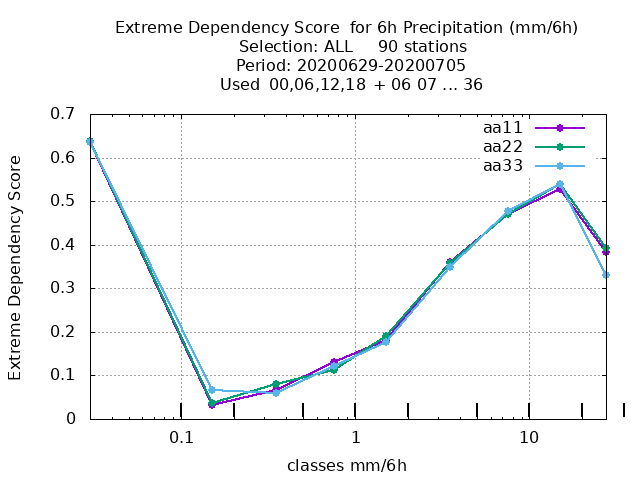 Extreme Dependency Score  for 6h Precipitation (mm/6h)
Selection: ALL     90 stations
Period: 20200629-20200705
Used  00,06,12,18  + 06 07 ... 36
0.7
0.6
0.5
0.4
0.3
0.2
0.1
0
Extreme Dependency Score
aa11
aa22
aa33
0.1 1 10
classes mm/6h